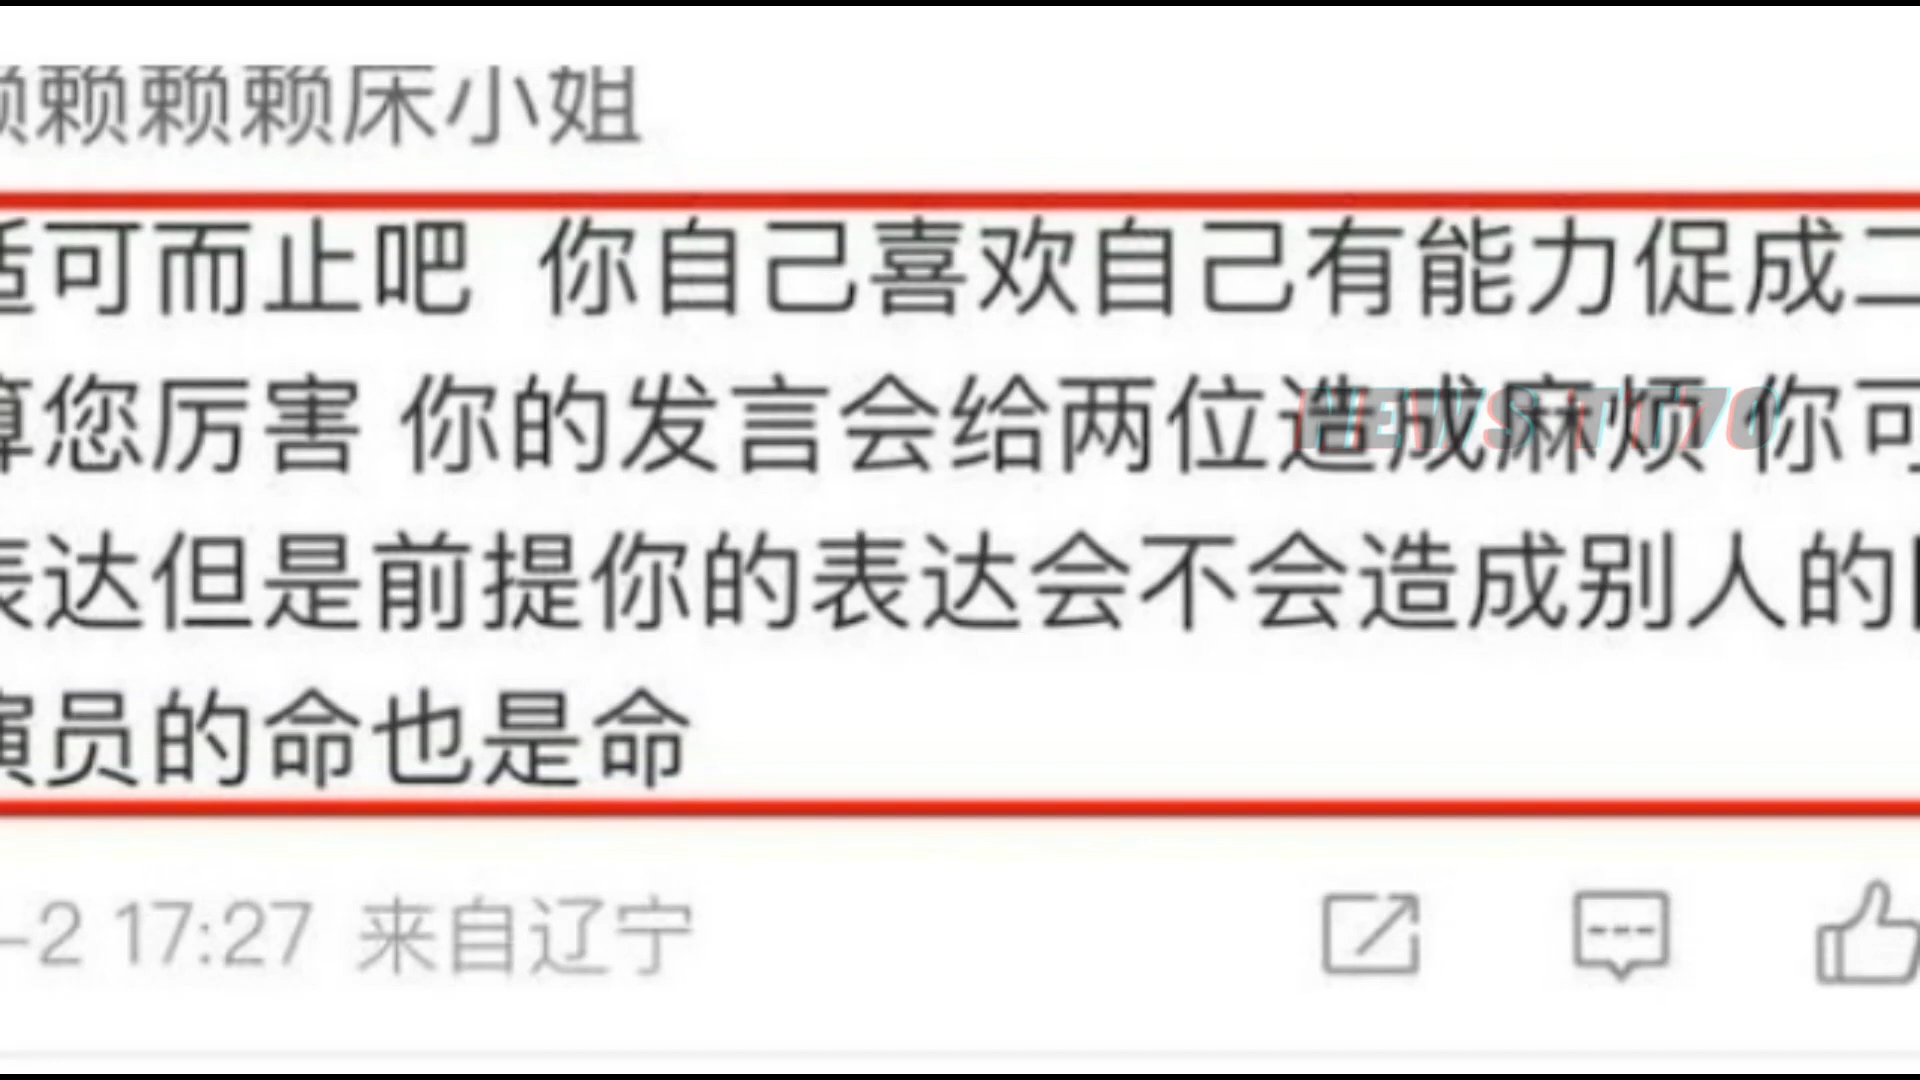 赖赖赖床小姐
可而止吧 你自己喜欢自己有能力促成二
算您厉害 你的发言会给两位造成麻烦 你可
表达但是前提你的表达会不会造成别人的
演员的命也是命
-2 17:27 来自辽宁
NEWS TT70